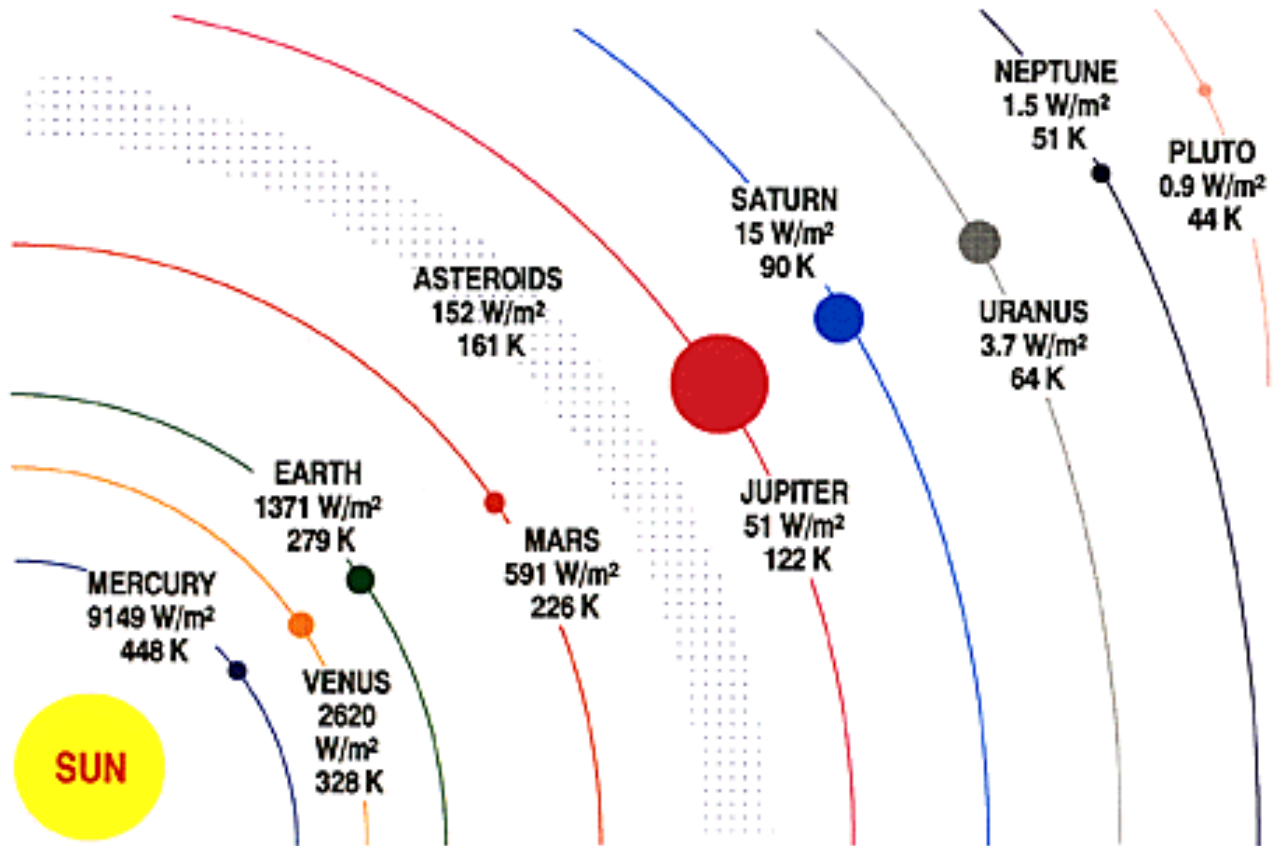 NEPTUNE
1.5 W/m²
51 K
PLUTO
0.9 W/m²
44 K
SATURN
15 W/m²
90 K
ASTEROIDS
152 W/m²
161 K
URANUS
3.7 W/m²
64 K
EARTH
1371 W/m²
279 K
JUPITER
51 W/m²
122 K
MARS
591 W/m²
226 K
MERCURY
9149 W/m²
448 K
VENUS
2620
W/m²
328 K
SUN